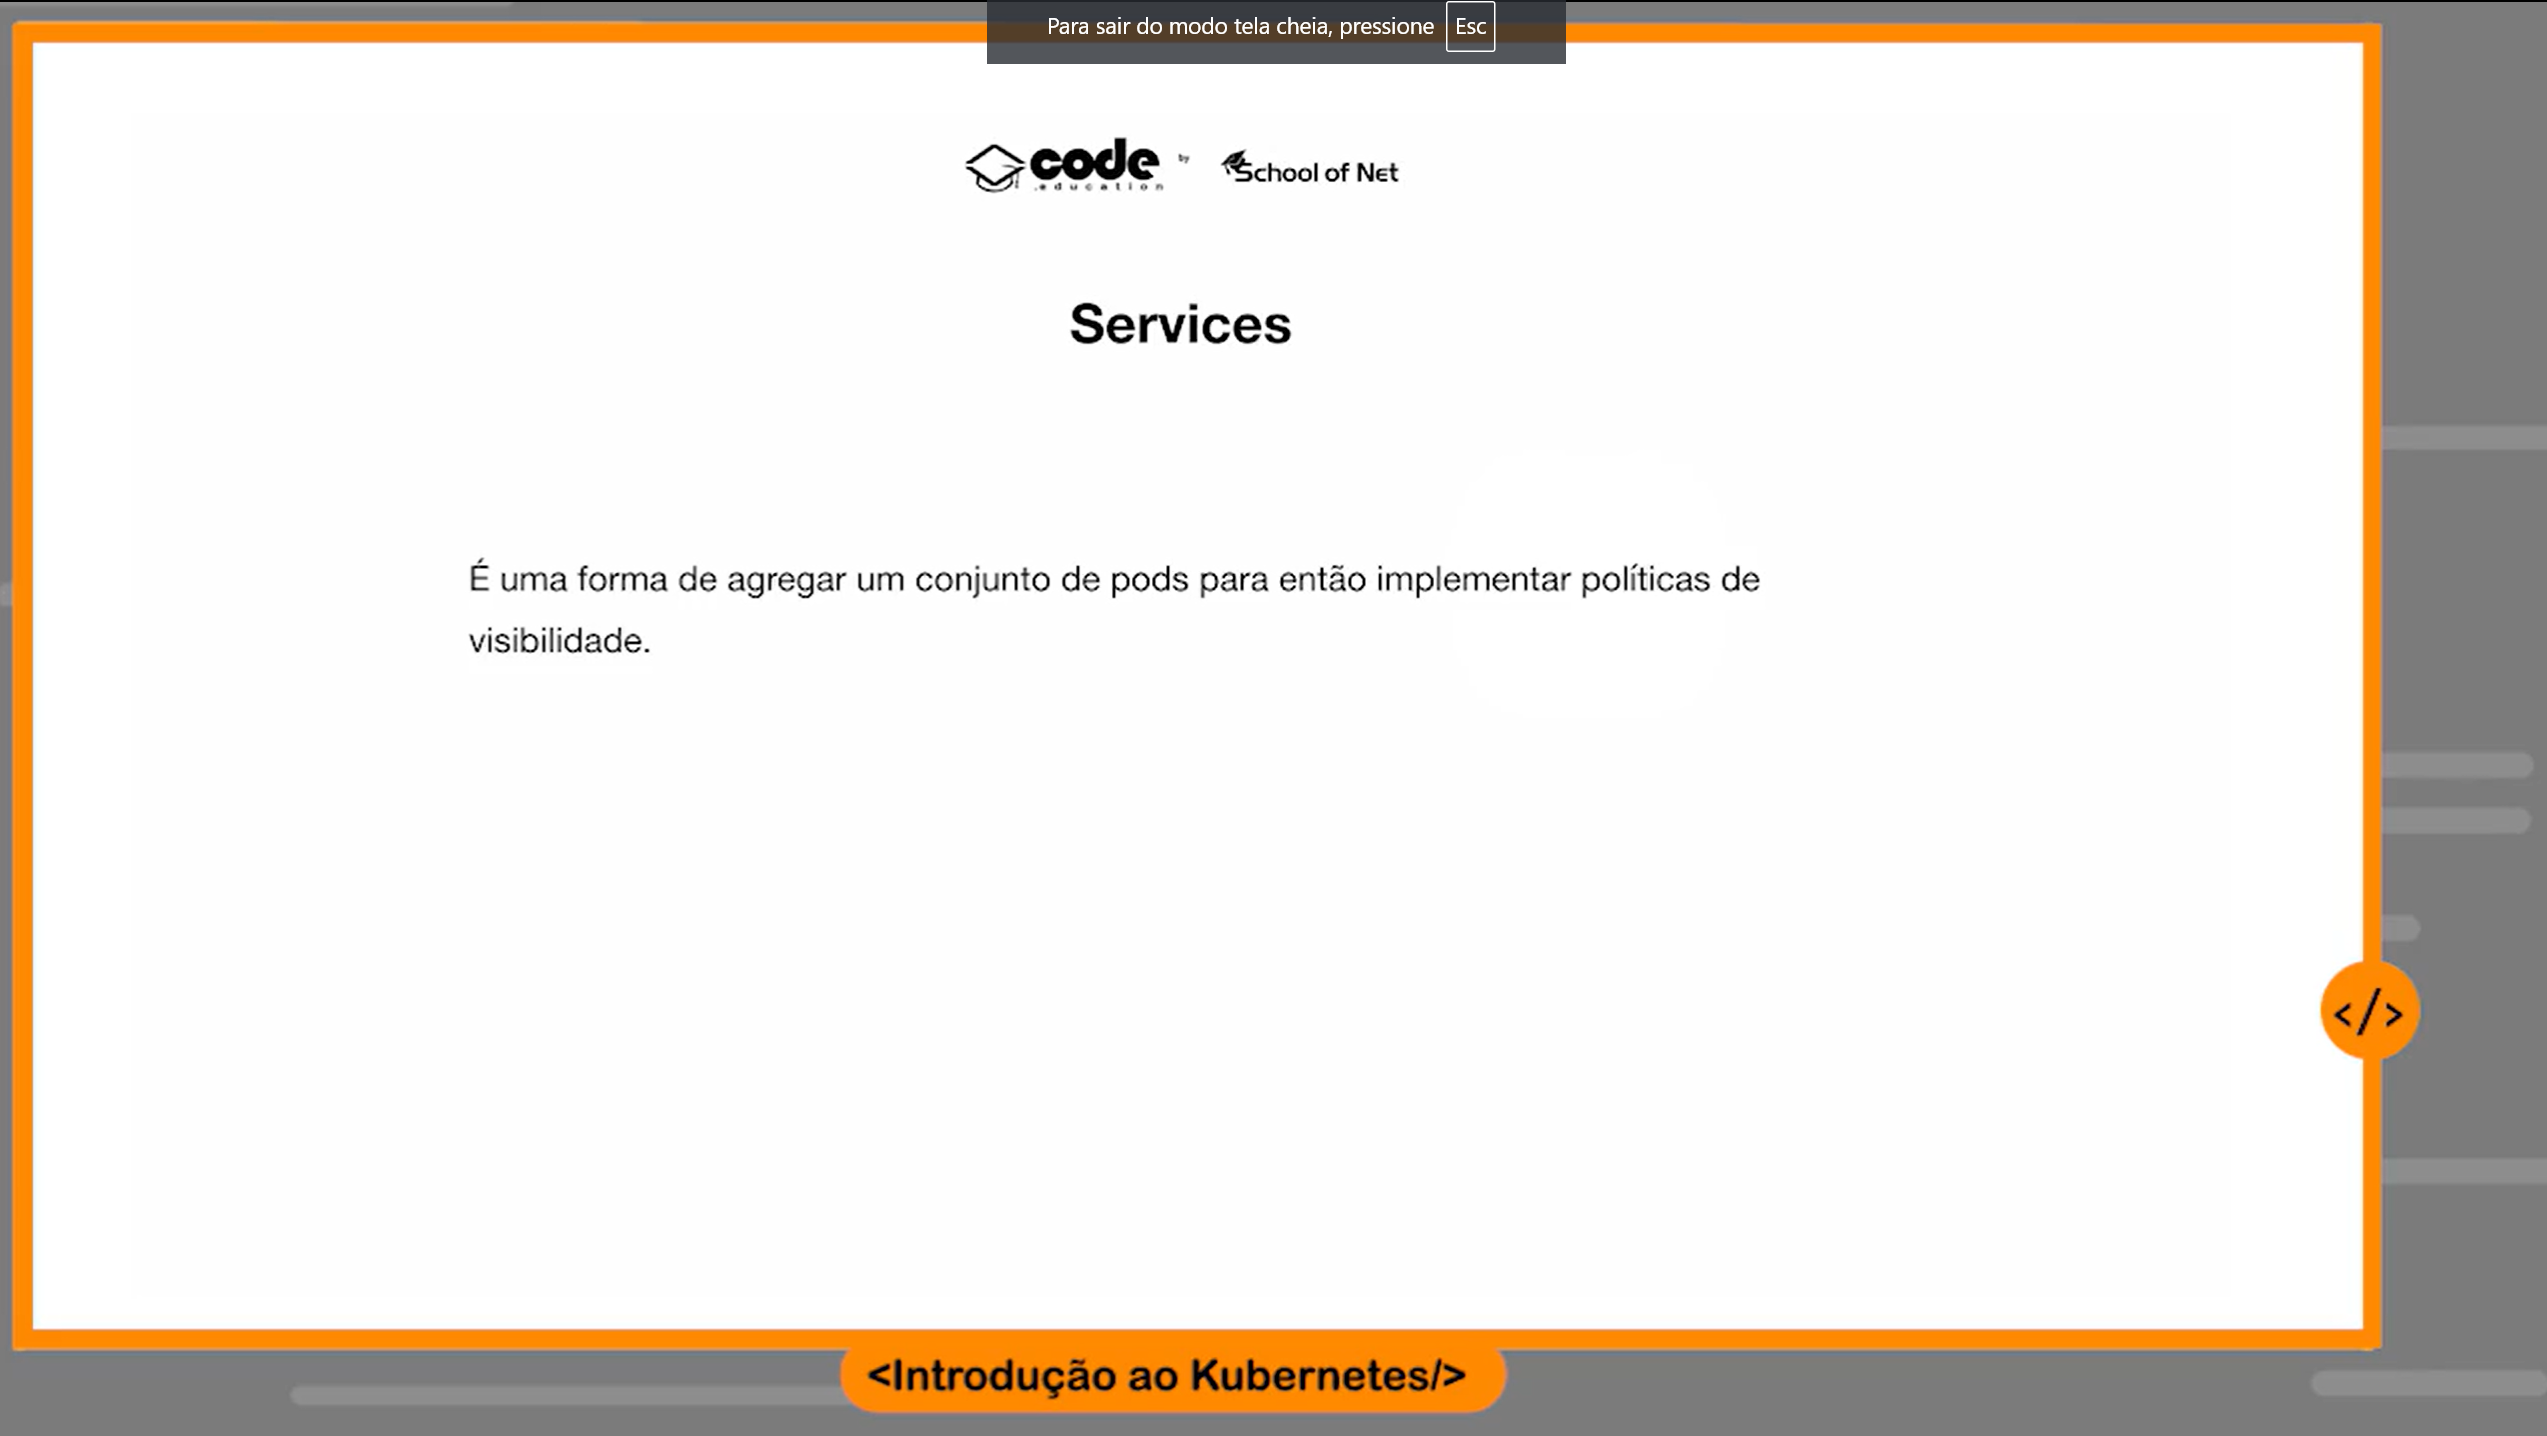 Para sair do modo tela cheia, pressione Esc
code by School of Net
.education
Services
É uma forma de agregar um conjunto de pods para então implementar políticas de
visibilidade.
</>
<Introdução ao Kubernetes/>